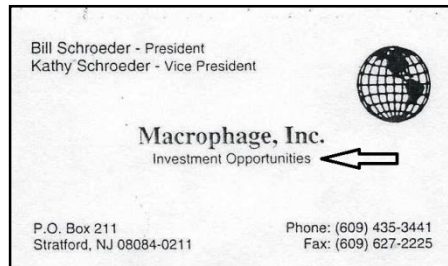 Bill Schroeder - President
Kathy Schroeder - Vice President
Macrophage, Inc.
Investment Opportunities
P.O. Box 211
Stratford, NJ 08084-0211
Phone: (609) 435-3441
Fax: (609) 627-2225